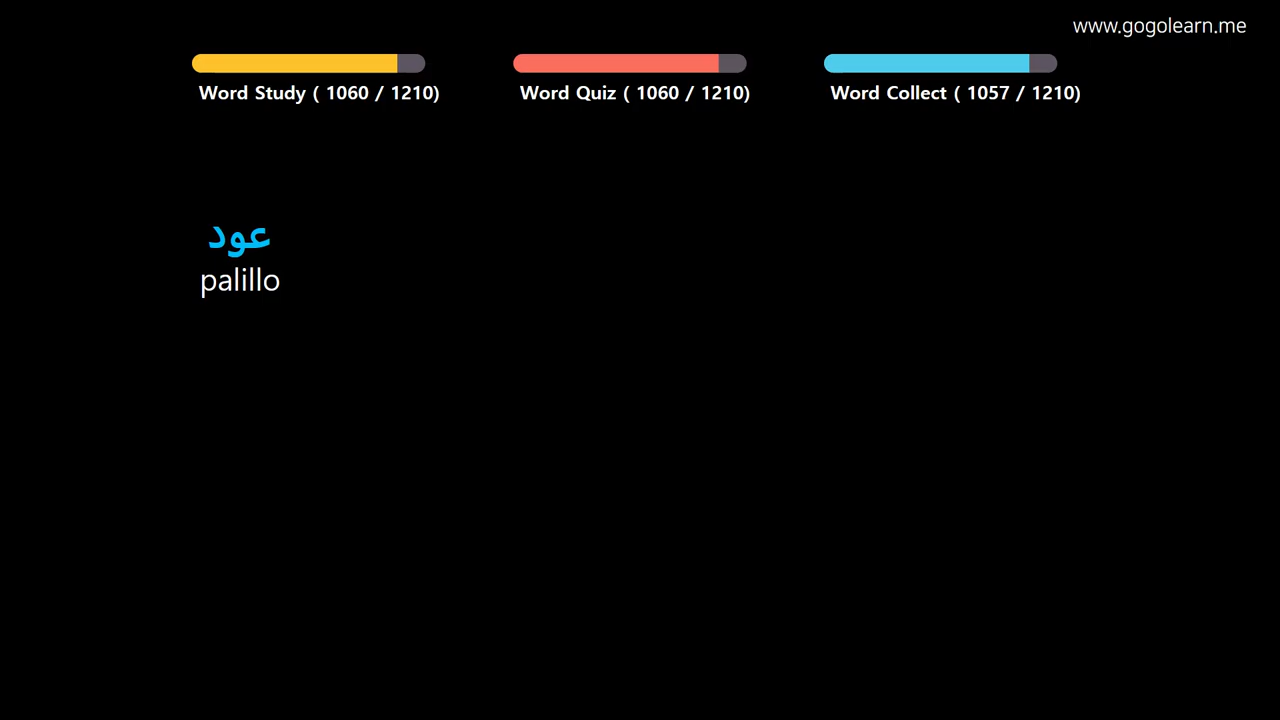 www.gogolearn.me
Word Study ( 1060 / 1210)
Word Quiz ( 1060 / 1210)
Word Collect ( 1057 / 1210)
عود
palillo